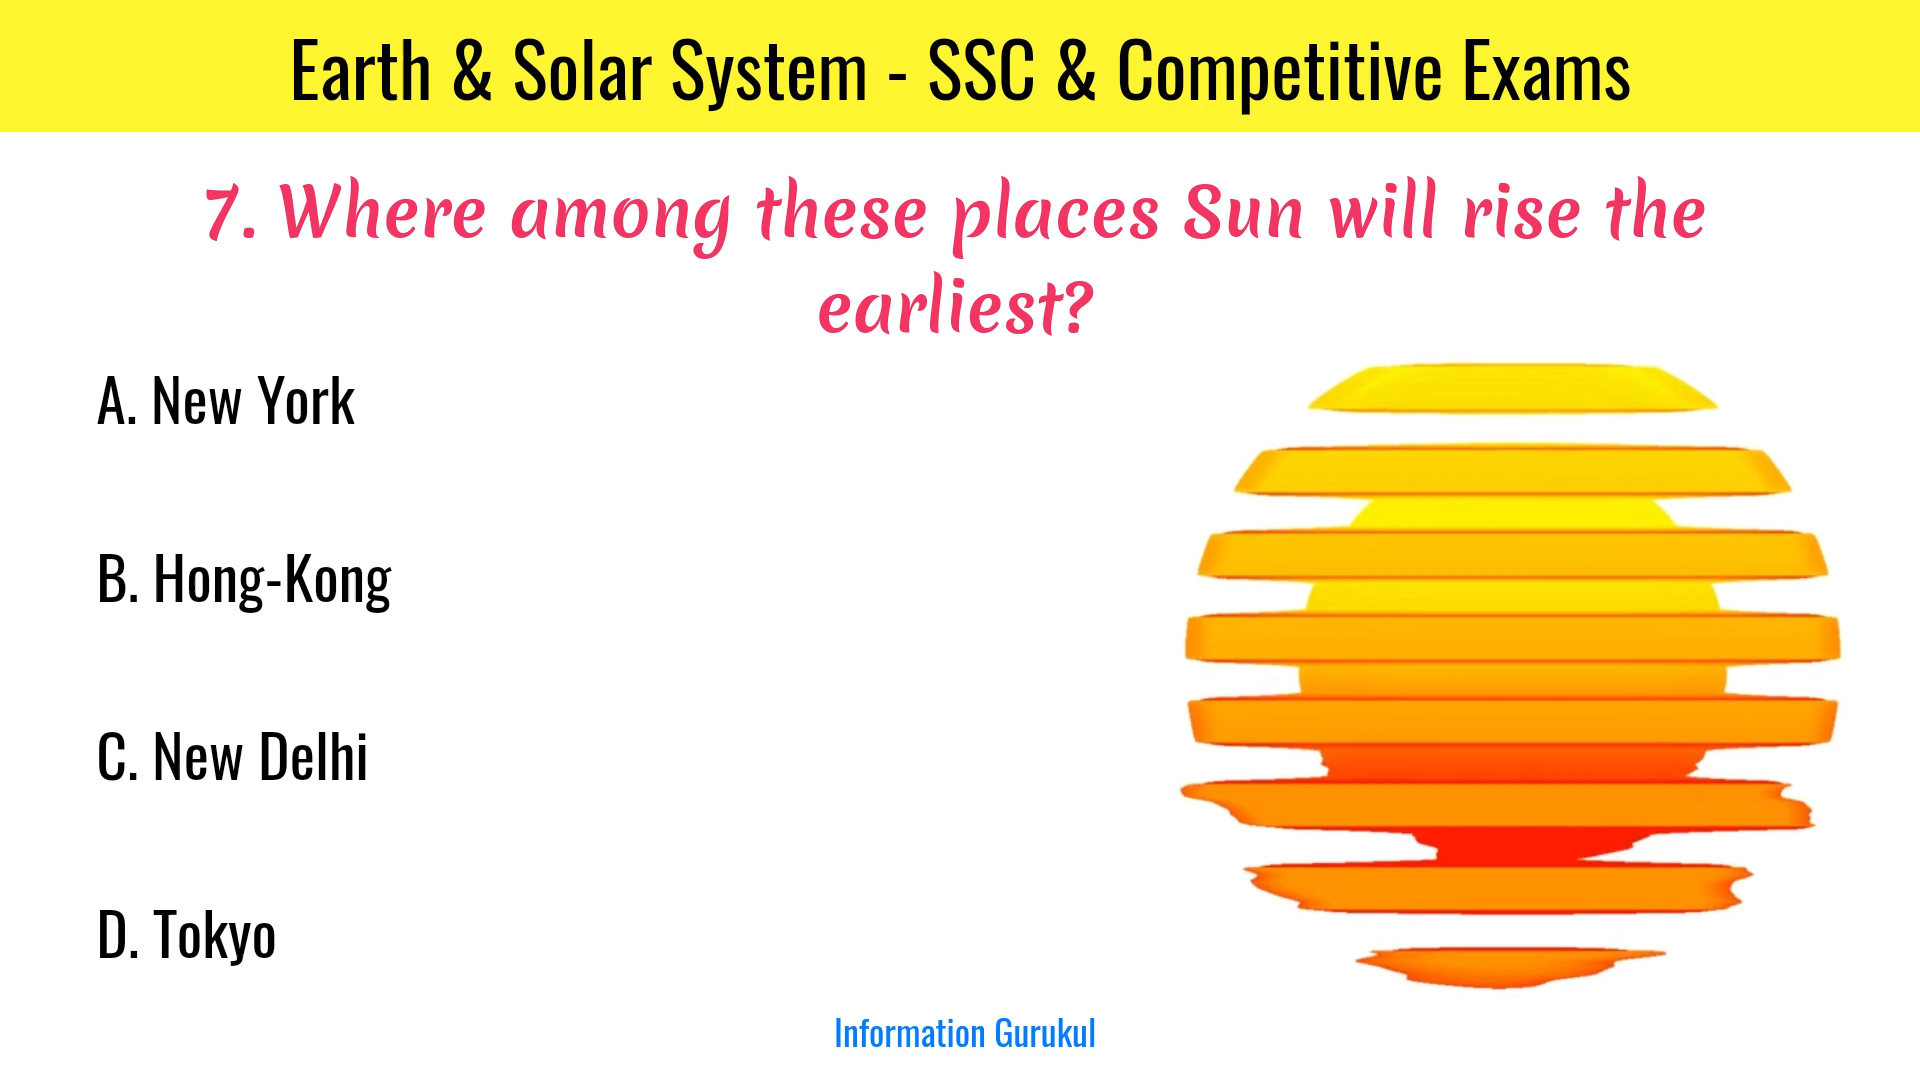 Earth & Solar System - SSC & Competitive Exams
7. Where among these places Sun will rise the
earliest?
A. New York
B. Hong-Kong
C. New Delhi
D. Tokyo
Information Gurukul